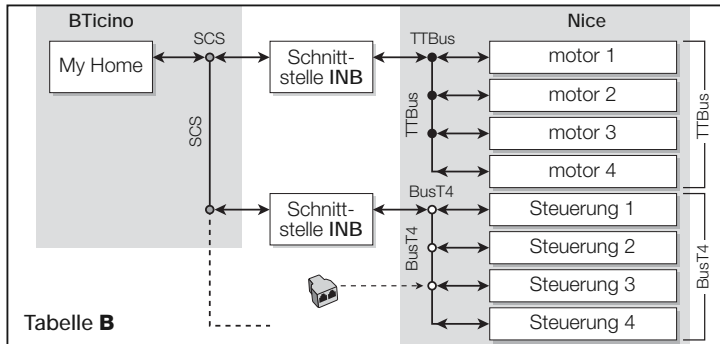 BTicino
Nice
My Home
SCS
Schnitt-
stelle INB
TTBus
motor 1
motor 2
motor 3
motor 4
TTBus
TTBus
SCS
Schnitt-
stelle INB
BusT4
Steuerung 1
Steuerung 2
Steuerung 3
Steuerung 4
BusT4
BusT4
Tabelle B